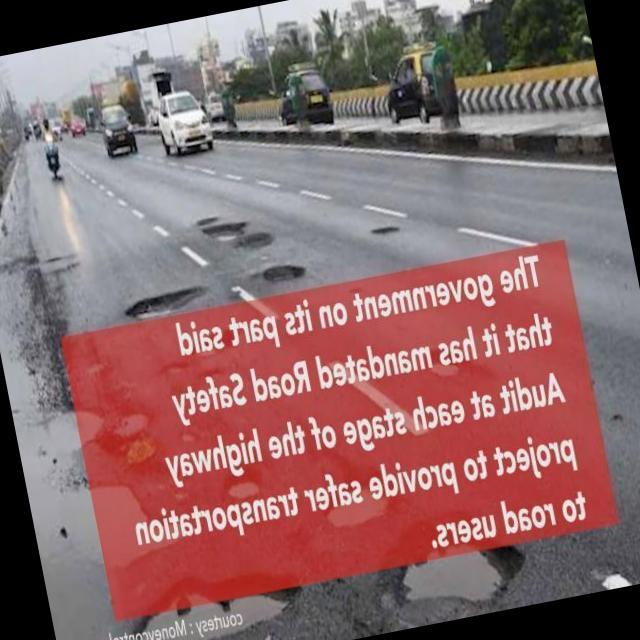 The government on its part said
that it has mandated Road Safety
Audit at each stage of the highway
project to provide safer transportation
to road users.
courtesy : Moneycontrol